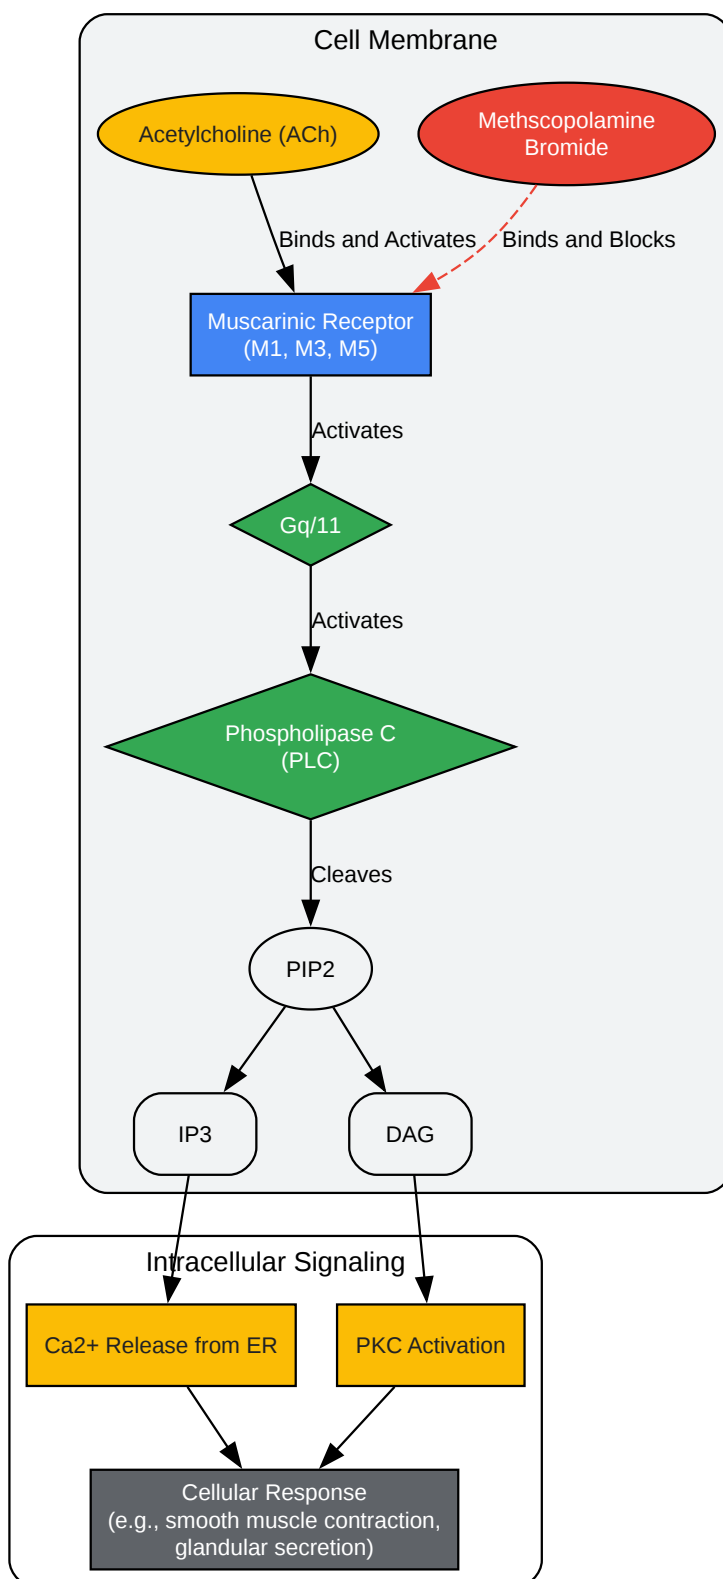 Cell Membrane
Acetylcholine (ACh)
Methscopolamine
Bromide
Binds and Activates
Binds and Blocks
Muscarinic Receptor
(M1, M3, M5)
Activates
Gq/11
Activates
Phospholipase C
(PLC)
Cleaves
PIP2
IP3
DAG
Intracellular Signaling
Ca2+ Release from ER
PKC Activation
Cellular Response
(e.g., smooth muscle contraction,
glandular secretion)